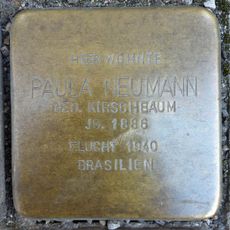 HIER WOHNTE
PAULA NEUMANN
GEB. KIRSCHBAUM
JG. 1886
FLUCHT 1940
BRASILIEN